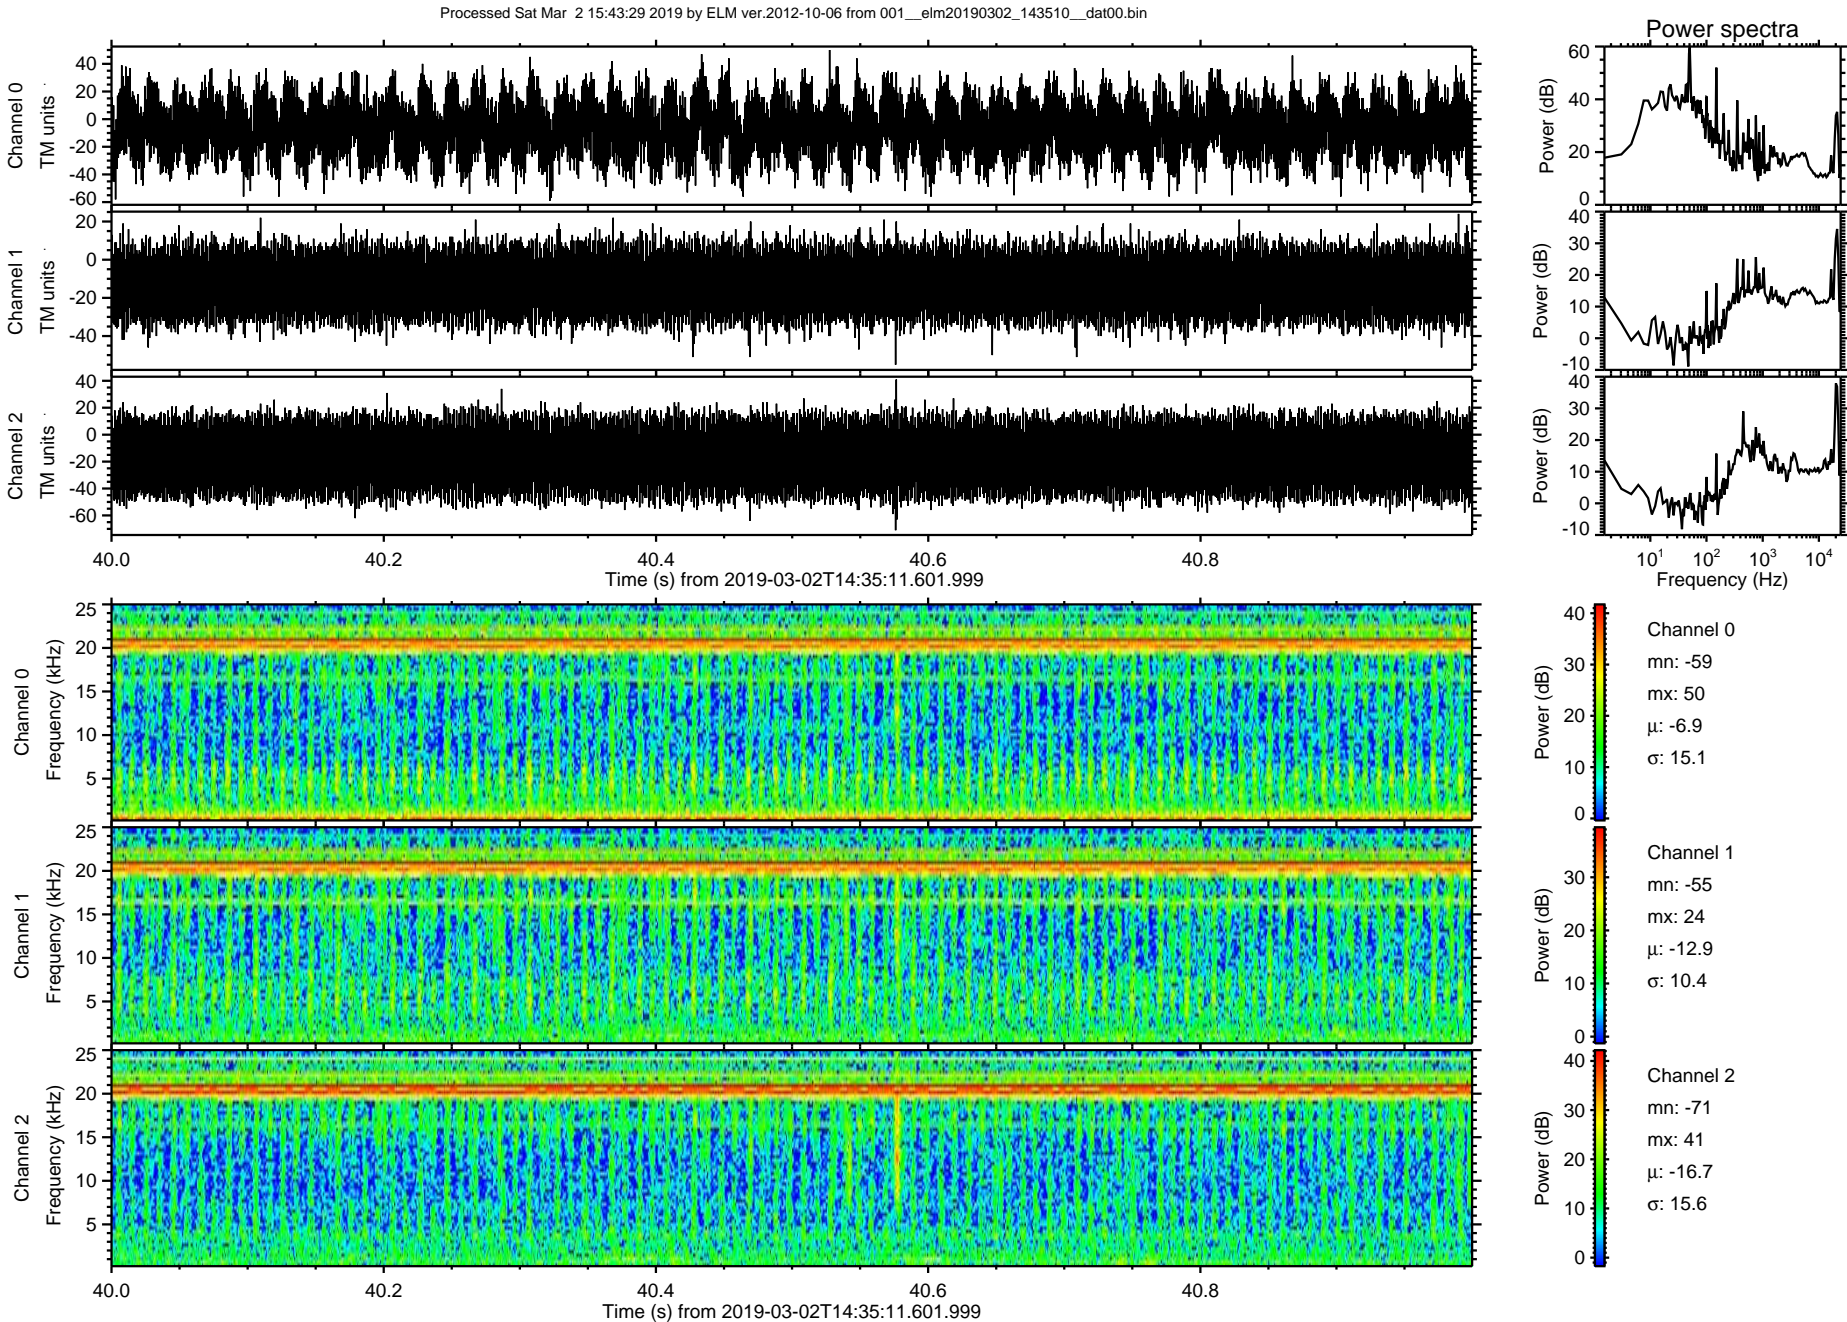 Processed Sat Mar  2 15:43:29 2019 by ELM ver.2012-10-06 from 001__elm20190302_143510__dat00.bin
Power spectra
Channel 0
TM units
40
20
0
-20
-40
-60
Power (dB)
60
40
20
0
Channel 1
TM units
20
0
-20
-40
Power (dB)
40
30
20
10
0
-10
Channel 2
TM units
40
20
0
-20
-40
-60
Power (dB)
40
30
20
10
0
-10
40.0 40.2 40.4 40.6 40.8
Time (s) from 2019-03-02T14:35:11.601.999
10¹ 10² 10³ 10⁴
Frequency (Hz)
Channel 0
Frequency (kHz)
25
20
15
10
5
Power (dB)
40
30
20
10
0
Channel 0
mn: -59
mx: 50
μ: -6.9
σ: 15.1
Channel 1
Frequency (kHz)
25
20
15
10
5
Power (dB)
30
20
10
0
Channel 1
mn: -55
mx: 24
μ: -12.9
σ: 10.4
Channel 2
Frequency (kHz)
25
20
15
10
5
Power (dB)
40
30
20
10
0
Channel 2
mn: -71
mx: 41
μ: -16.7
σ: 15.6
40.0 40.2 40.4 40.6 40.8
Time (s) from 2019-03-02T14:35:11.601.999